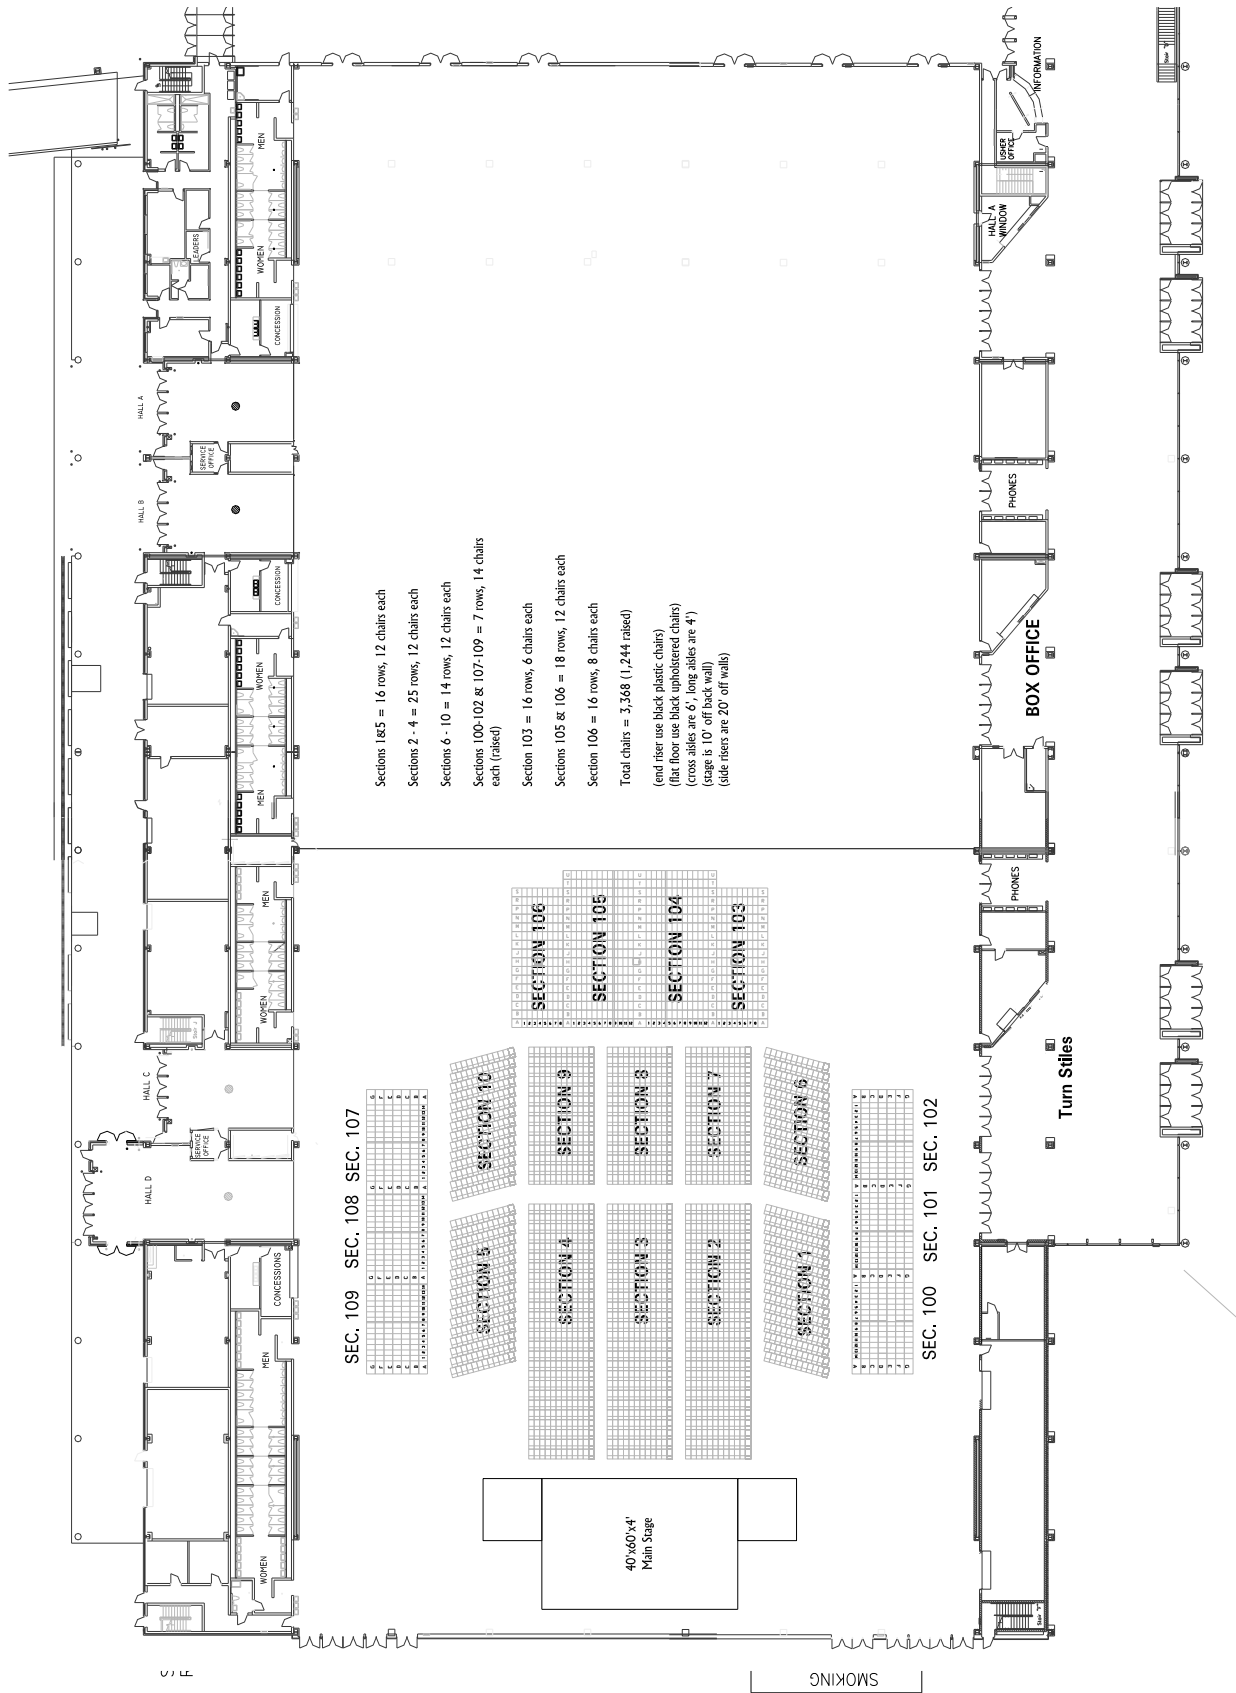 INFORMATION
Stair "D"
USHER
OFFICE
HALL A
WINDOW
MEN
LEADERS
WOMEN
CONCESSION
HALL A
SERVICE
OFFICE
HALL B
PHONES
CONCESSION
WOMEN
MEN
BOX OFFICE
Sections 1&5 = 16 rows, 12 chairs each
Sections 2 - 4 = 25 rows, 12 chairs each
Sections 6 - 10 = 14 rows, 12 chairs each
Sections 100-102 & 107-109 = 7 rows, 14 chairs
each (raised)
Section 103 = 16 rows, 6 chairs each
Sections 105 & 106 = 18 rows, 12 chairs each
Section 106 = 16 rows, 8 chairs each
Total chairs = 3,368 (1,244 raised)
(end riser use black plastic chairs)
(flat floor use black upholstered chairs)
(cross aisles are 6', long aisles are 4')
(stage is 10' off back wall)
(side risers are 20' off walls)
MEN
WOMEN
PHONES
SECTION 106
SECTION 105
SECTION 104
SECTION 103
HALL C
SERVICE
OFFICE
HALL D
Turn Stiles
SEC. 107
SEC. 108
SEC. 109
SECTION 10
SECTION 9
SECTION 8
SECTION 7
SECTION 6
SECTION 5
SECTION 4
SECTION 3
SECTION 2
SECTION 1
SEC. 102
SEC. 101
SEC. 100
CONCESSIONS
MEN
WOMEN
40'x60'x4'
Main Stage
SMOKING